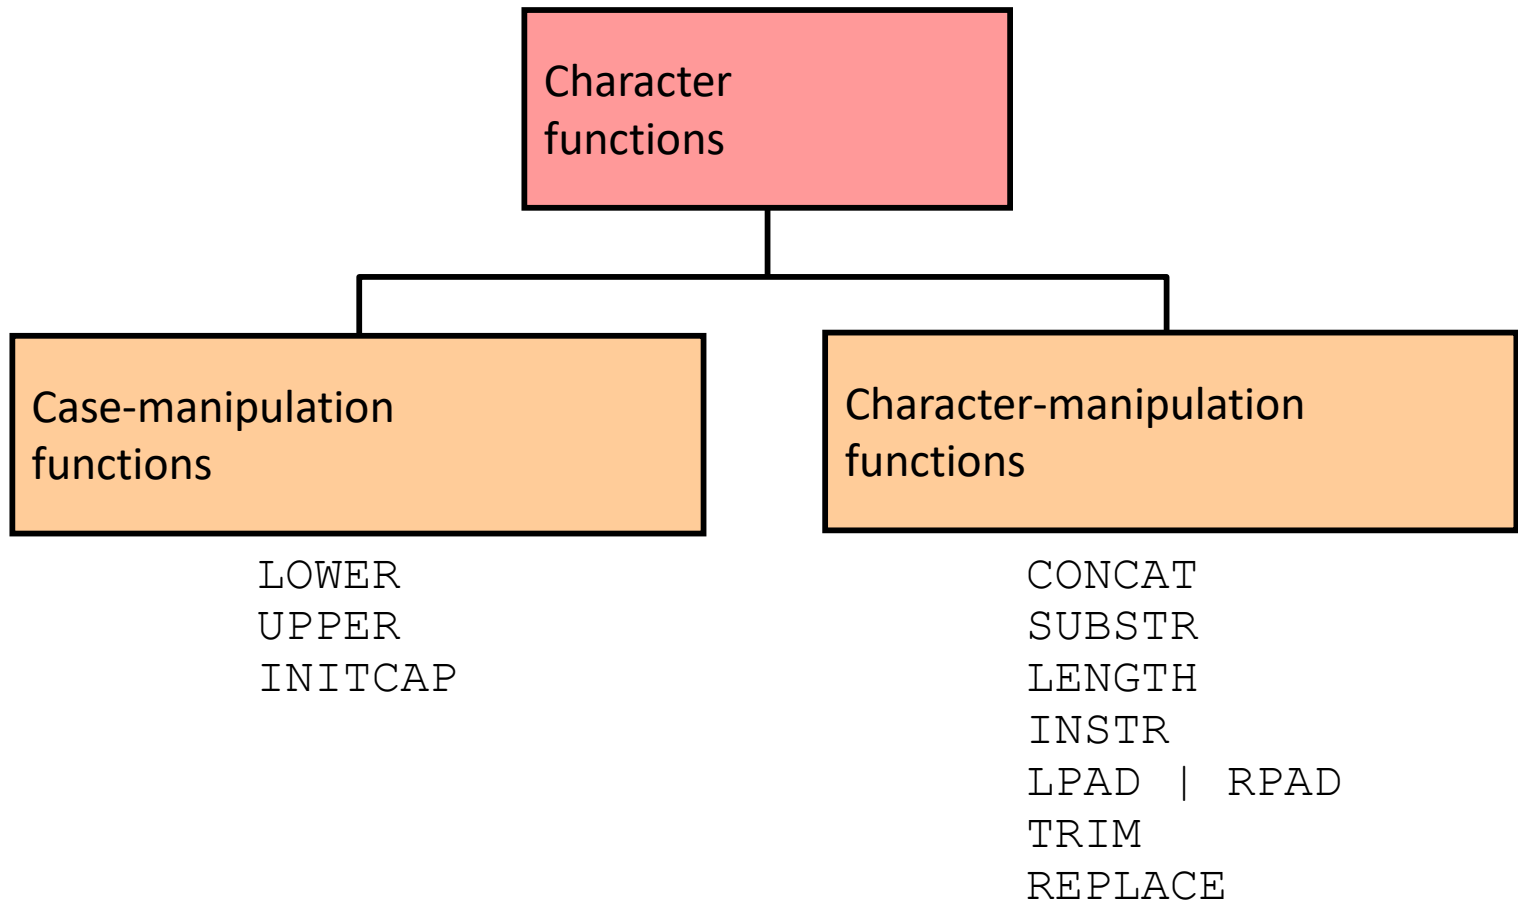 Character
functions
Case-manipulation
functions
Character-manipulation
functions
LOWER
UPPER
INITCAP
CONCAT
SUBSTR
LENGTH
INSTR
LPAD | RPAD
TRIM
REPLACE